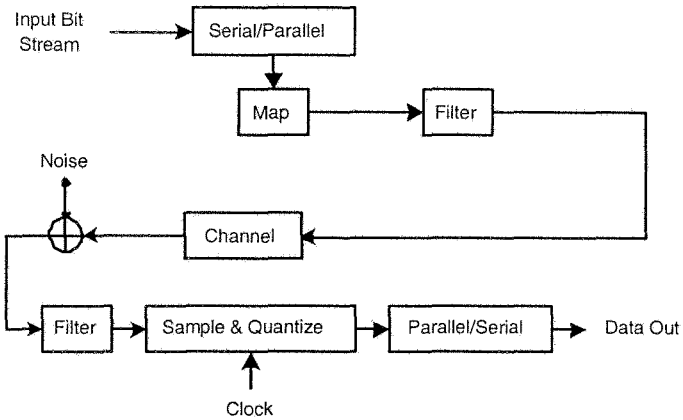 Input Bit
Stream
Serial/Parallel
Map
Filter
Noise
Channel
Filter
Sample & Quantize
Parallel/Serial
Data Out
Clock